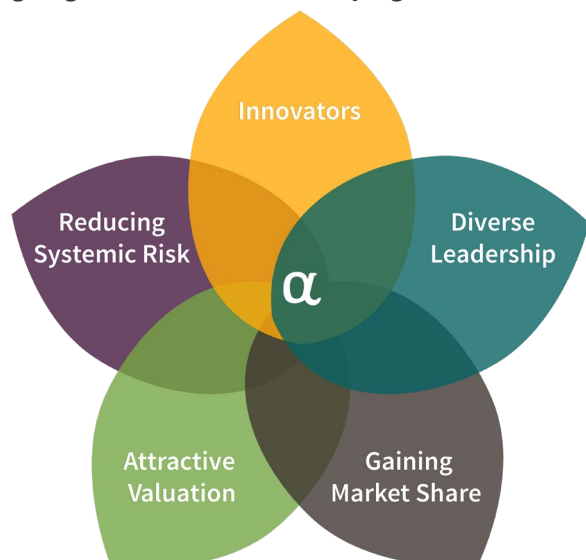 Innovators
Reducing
Systemic Risk
Diverse
Leadership
α
Attractive
Valuation
Gaining
Market Share